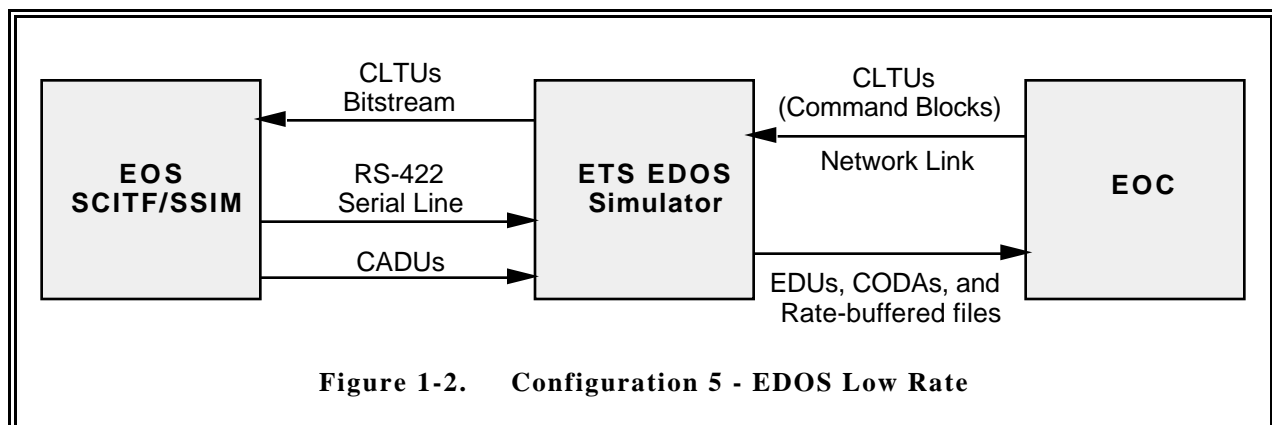 CLTUs
Bitstream
EOS
SCITF/SSIM
RS-422
Serial Line
CADUs
ETS EDOS
Simulator
CLTUs
(Command Blocks)
Network Link
EDUs, CODAs, and
Rate-buffered files
EOC
Figure 1-2. Configuration 5 - EDOS Low Rate